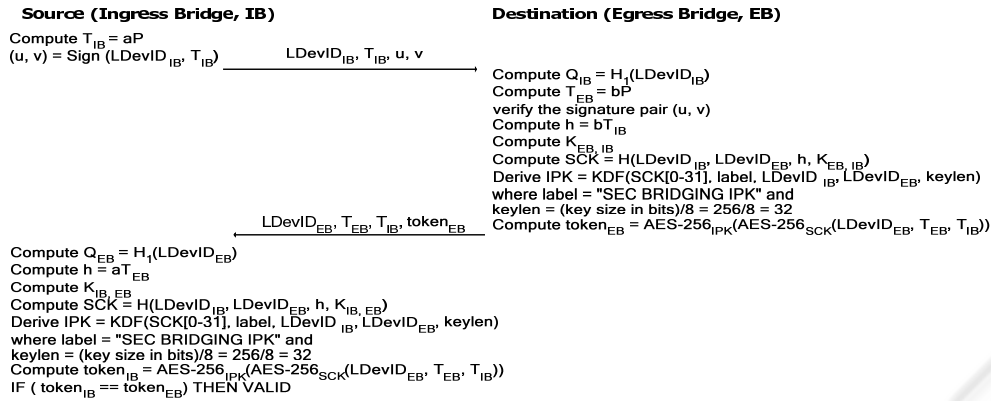 Source (Ingress Bridge, IB)
Compute T_IB = aP
(u, v) = Sign (LDevID_IB, T_IB)
LDevID_IB, T_IB, u, v
Destination (Egress Bridge, EB)
Compute Q_IB = H_1(LDevID_IB)
Compute T_EB = bP
verify the signature pair (u, v)
Compute h = bT_IB
Compute K_EB, IB
Compute SCK = H(LDevID_IB, LDevID_EB, h, K_EB, IB)
Derive IPK = KDF(SCK[0-31], label, LDevID_IB, LDevID_EB, keylen)
where label = "SEC BRIDGING IPK" and
keylen = (key size in bits)/8 = 256/8 = 32
Compute token_EB = AES-256_IPK(AES-256_SCK(LDevID_EB, T_EB, T_IB))
LDevID_EB, T_EB, T_IB, token_EB
Compute Q_EB = H_1(LDevID_EB)
Compute h = aT_EB
Compute K_IB, EB
Compute SCK = H(LDevID_IB, LDevID_EB, h, K_IB, EB)
Derive IPK = KDF(SCK[0-31], label, LDevID_IB, LDevID_EB, keylen)
where label = "SEC BRIDGING IPK" and
keylen = (key size in bits)/8 = 256/8 = 32
Compute token_IB = AES-256_IPK(AES-256_SCK(LDevID_EB, T_EB, T_IB))
IF ( token_IB == token_EB) THEN VALID